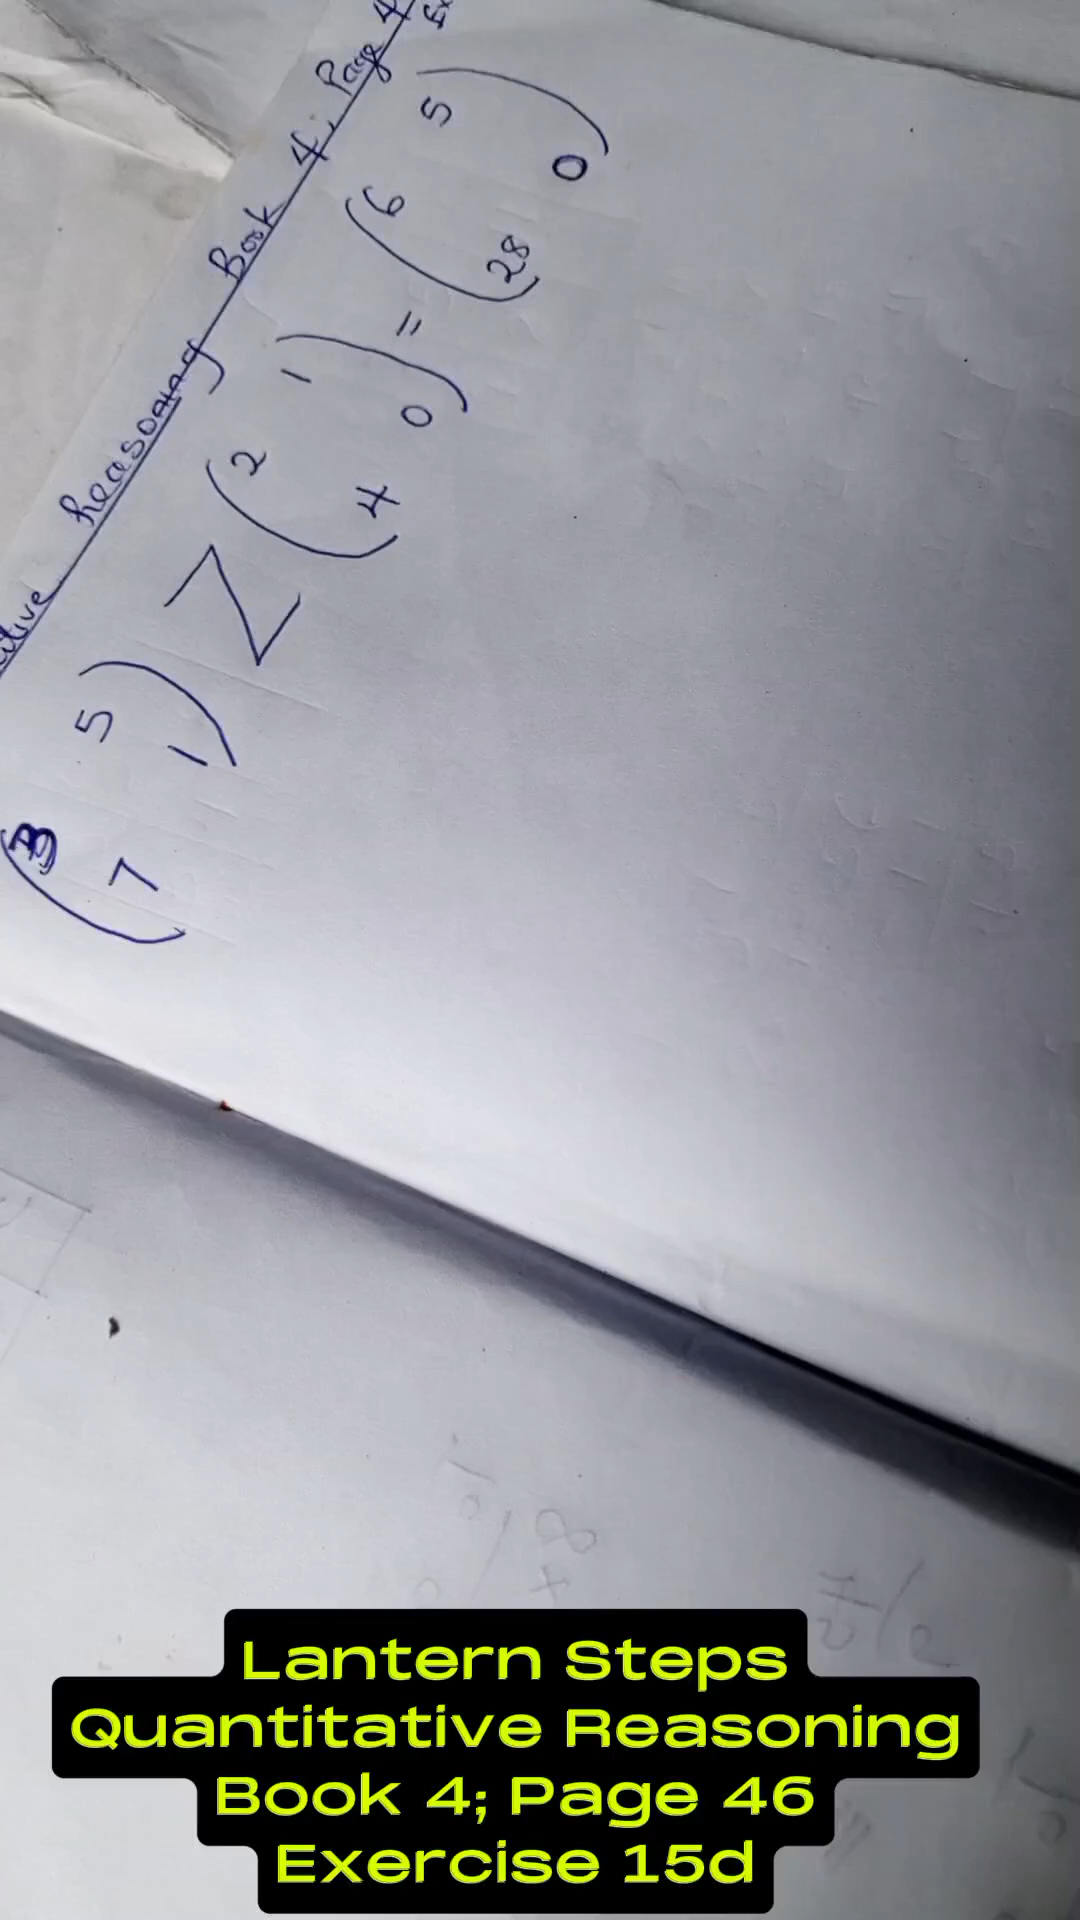 Reasoning Book 4, Page 4
Ex
(3 5) Z (2 1) = (6 5)
(7 1) (4 0) (28 0)
Lantern Steps
Quantitative Reasoning
Book 4; Page 46
Exercise 15d